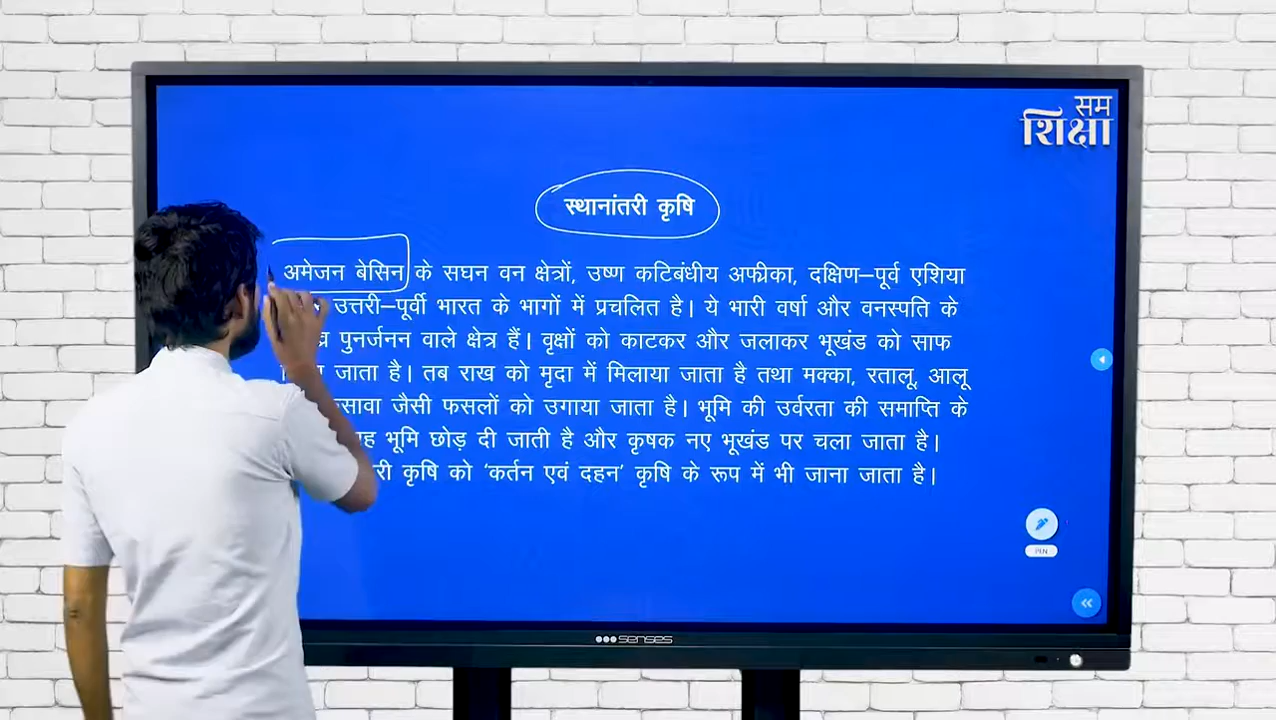 सम
शिक्षा
स्थानांतरी कृषि
अमेजन बेसिन के सघन वन क्षेत्रों, उष्ण कटिबंधीय अफ्रीका, दक्षिण–पूर्व एशिया
उत्तरी–पूर्वी भारत के भागों में प्रचलित है। ये भारी वर्षा और वनस्पति के
पुनर्जनन वाले क्षेत्र हैं। वृक्षों को काटकर और जलाकर भूखंड को साफ
जाता है। तब राख को मृदा में मिलाया जाता है तथा मक्का, रतालू, आलू
जैसी फसलों को उगाया जाता है। भूमि की उर्वरता की समाप्ति के
भूमि छोड़ दी जाती है और कृषक नए भूखंड पर चला जाता है।
कृषि को ‘कर्तन एवं दहन’ कृषि के रूप में भी जाना जाता है।
PEN
senses